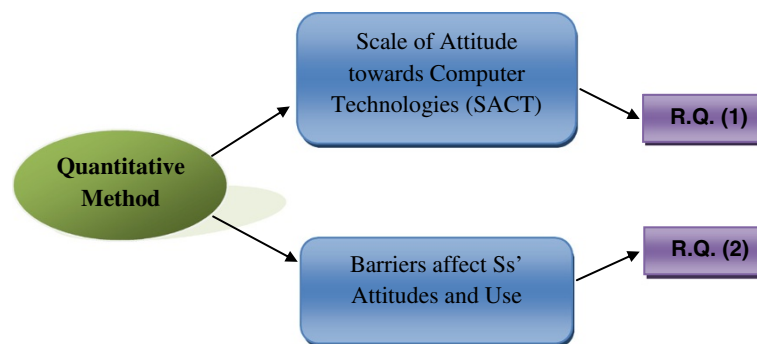 Scale of Attitude
towards Computer
Technologies (SACT)
R.Q. (1)
Quantitative
Method
Barriers affect Ss’
Attitudes and Use
R.Q. (2)